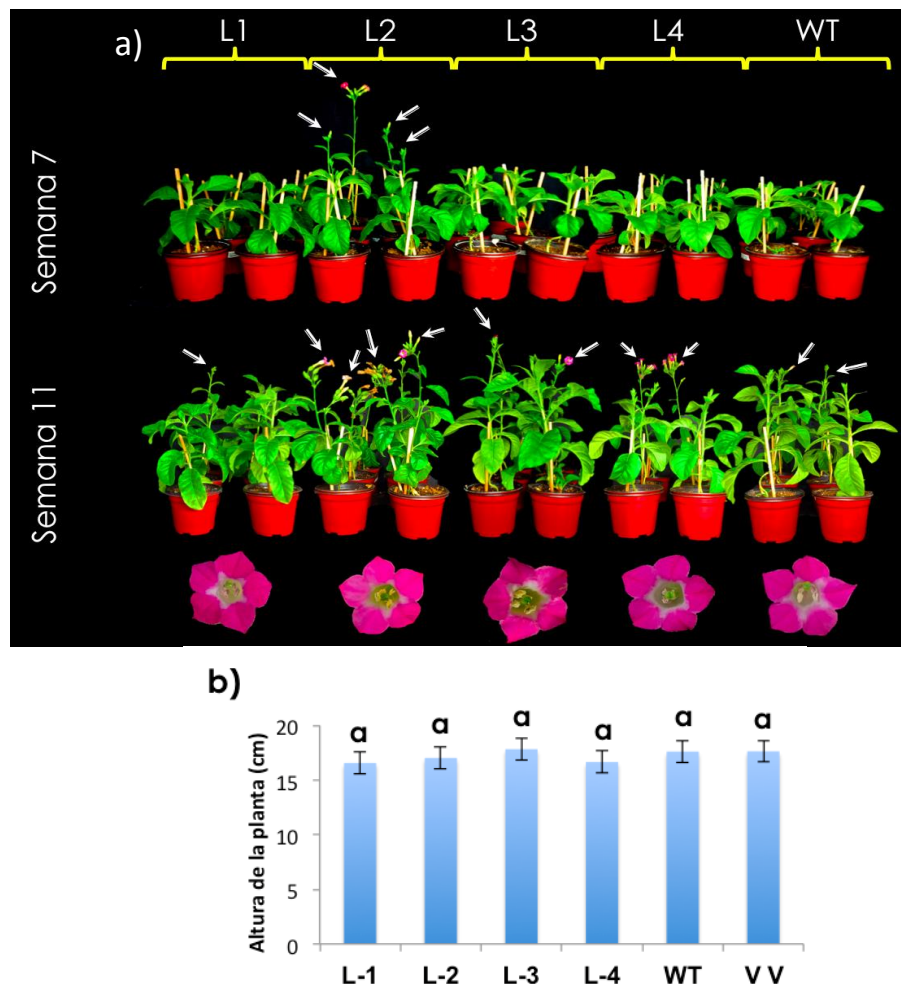 a)
L1 L2 L3 L4 WT
Semana 7
Semana 11
b)
Altura de la planta (cm)
20
15
10
5
0
a a a a a a
L-1 L-2 L-3 L-4 WT V V